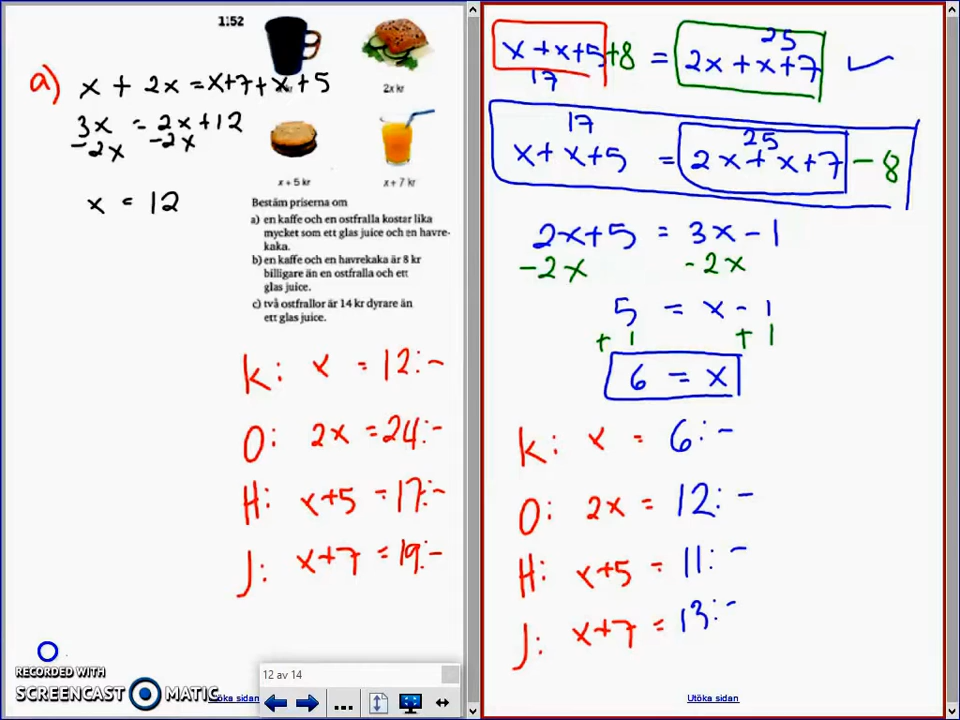 1152
a) x + 2x = x+7+x+5
3x = 2x+12
-2x -2x
x = 12
2x kr
x + 5 kr
x + 7 kr
Bestäm priserna om
a) en kaffe och en ostfralla kostar lika
mycket som ett glas juice och en havre-
kaka.
b) en kaffe och en havrekaka är 8 kr
billigare än en ostfralla och ett
glas juice.
c) två ostfrallor är 14 kr dyrare än
ett glas juice.
K: x = 12:-
O: 2x = 24:-
H: x+5 = 17:-
J: x+7 = 19:-
RECORDED WITH
SCREENCAST MATIC
Utöka sidan
12 av 14
...
x+x+5+8 = 2x+x+7
17
25
17
25
x+x+5 = 2x+x+7 -8
2x+5 = 3x-1
-2x -2x
5 = x-1
+1 +1
6 = x
K: x = 6:-
O: 2x = 12:-
H: x+5 = 11:-
J: x+7 = 13:-
Utöka sidan